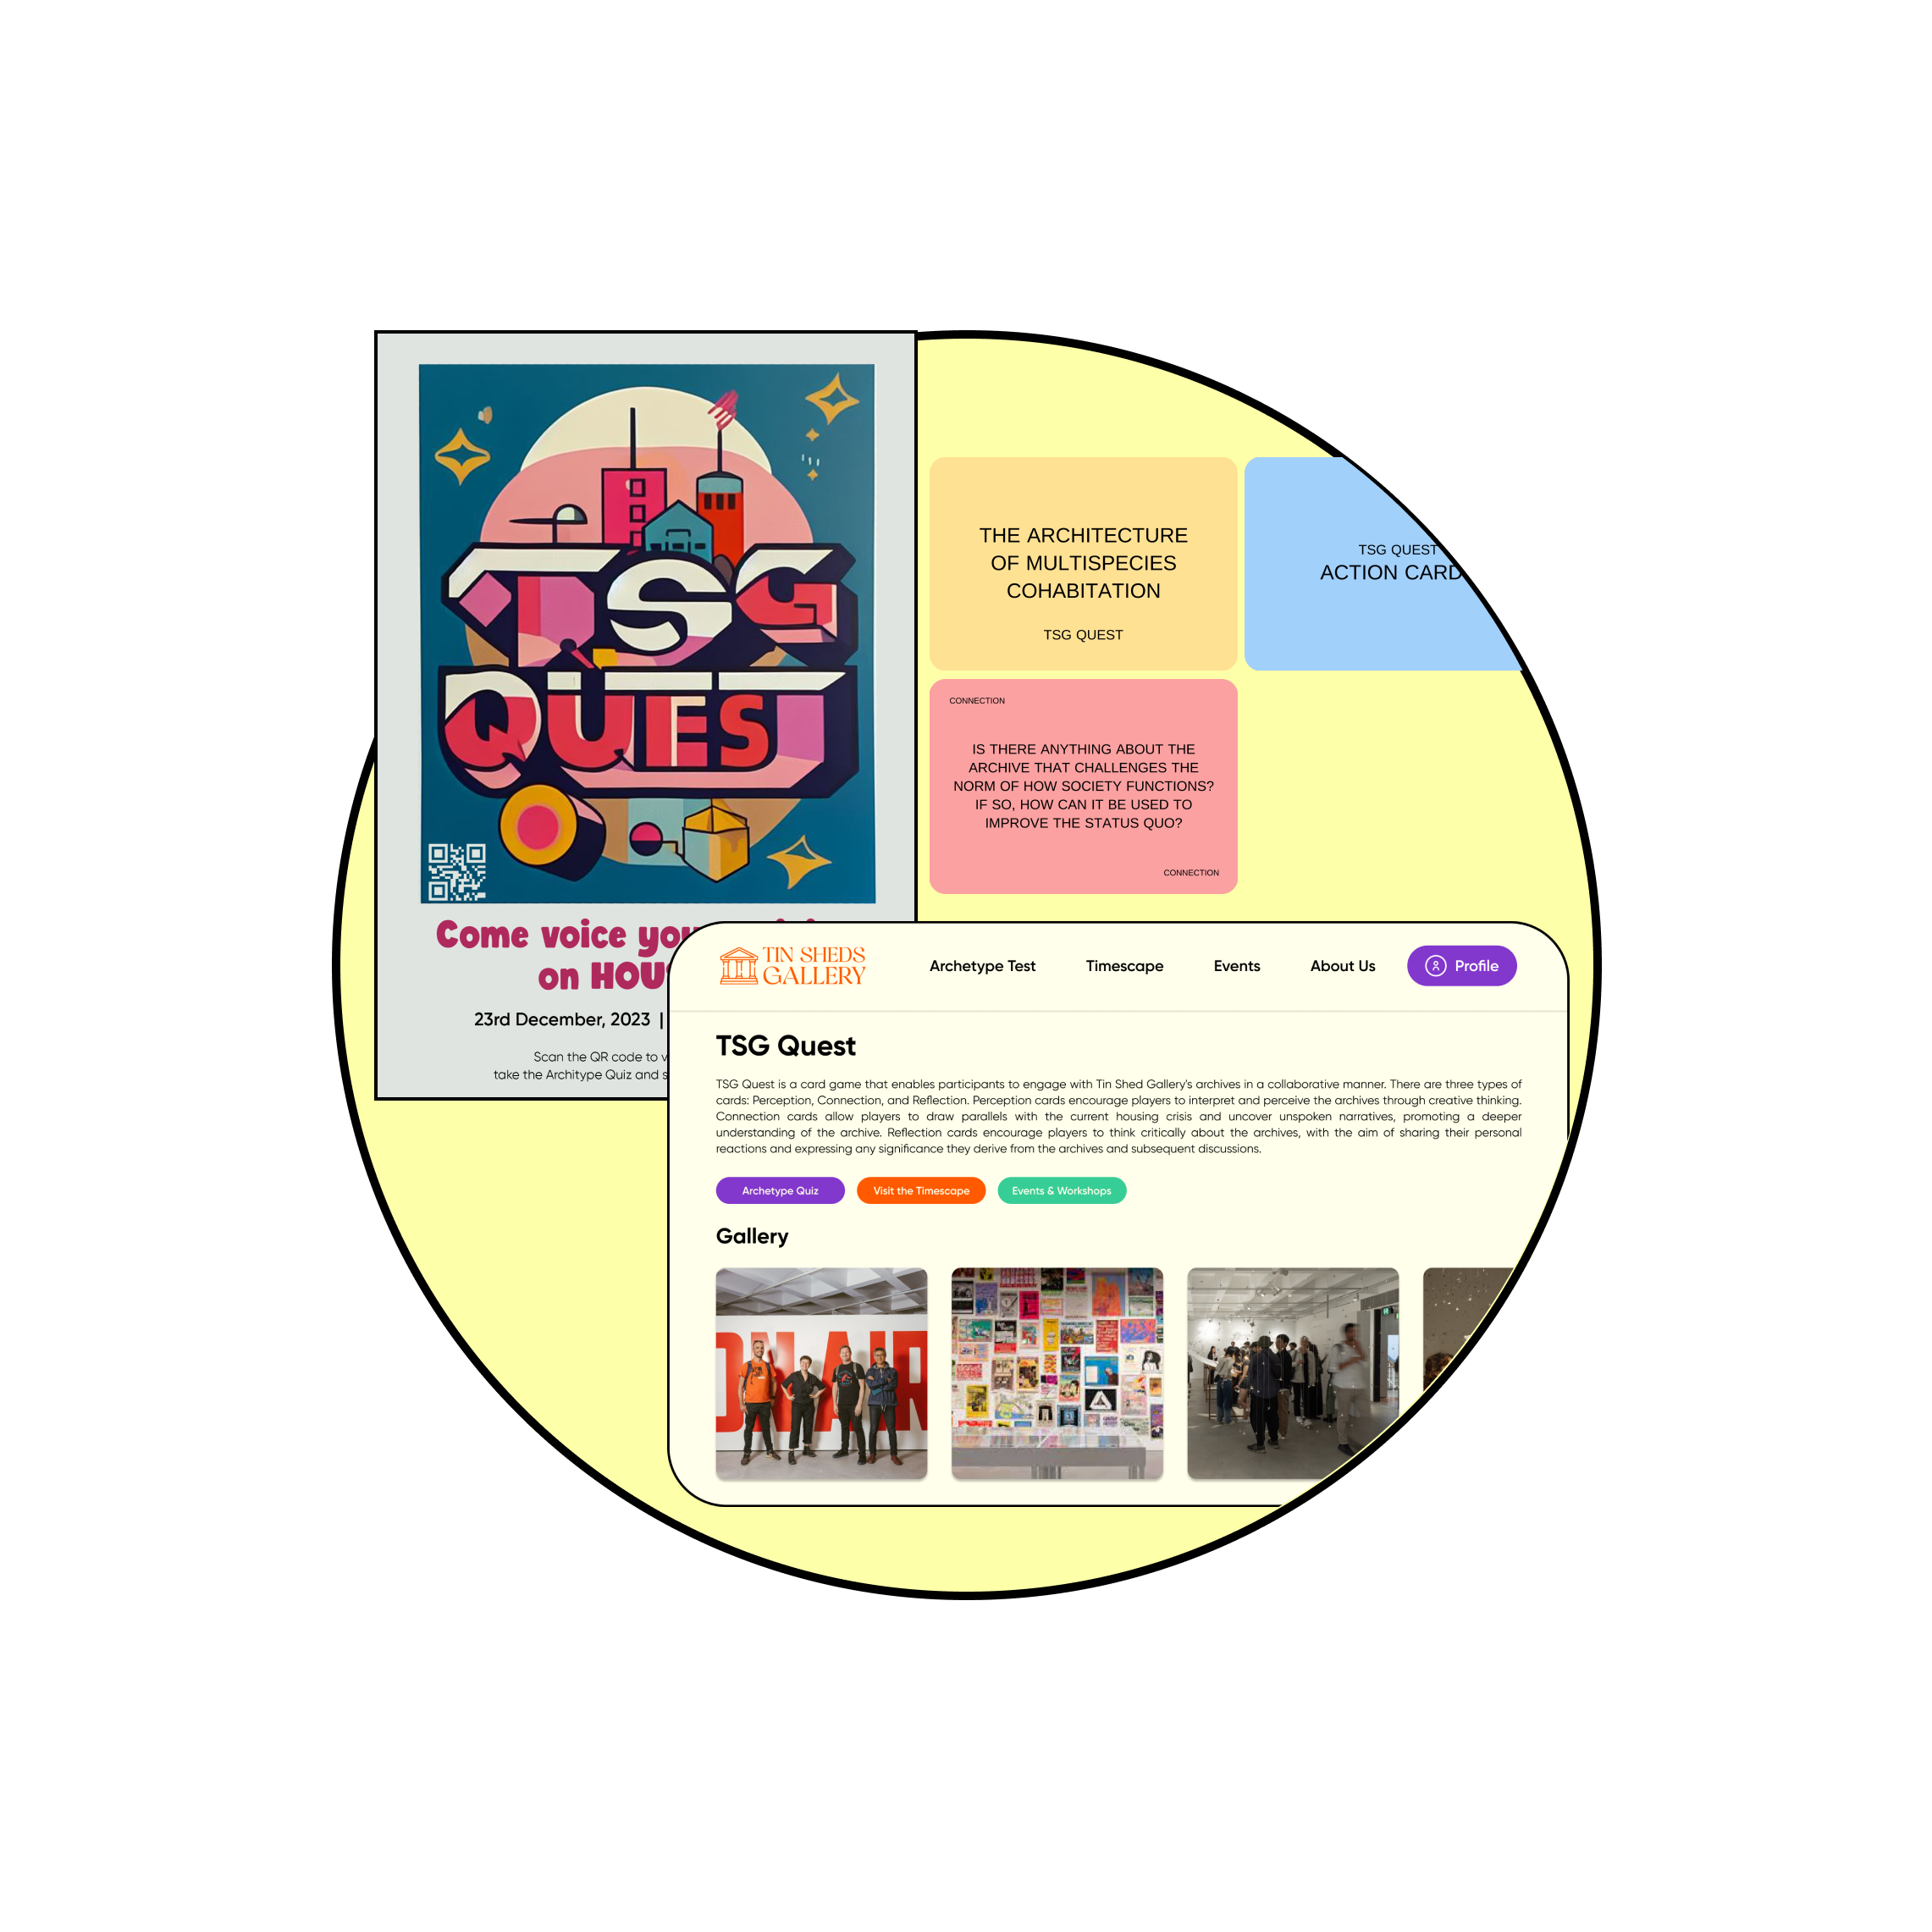 TSG
QUEST
Come voice you
on HOU
23rd December, 2023 |
Scan the QR code to v
take the Architype Quiz and s
THE ARCHITECTURE
OF MULTISPECIES
COHABITATION
TSG QUEST
TSG QUEST
ACTION CARD
CONNECTION
IS THERE ANYTHING ABOUT THE
ARCHIVE THAT CHALLENGES THE
NORM OF HOW SOCIETY FUNCTIONS?
IF SO, HOW CAN IT BE USED TO
IMPROVE THE STATUS QUO?
CONNECTION
TIN SHEDS
GALLERY
Archetype Test Timescape Events About Us Profile
TSG Quest
TSG Quest is a card game that enables participants to engage with Tin Shed Gallery's archives in a collaborative manner. There are three types of
cards: Perception, Connection, and Reflection. Perception cards encourage players to interpret and perceive the archives through creative thinking.
Connection cards allow players to draw parallels with the current housing crisis and uncover unspoken narratives, promoting a deeper
understanding of the archive. Reflection cards encourage players to think critically about the archives, with the aim of sharing their personal
reactions and expressing any significance they derive from the archives and subsequent discussions.
Archetype Quiz Visit the Timescape Events & Workshops
Gallery
ON AIR